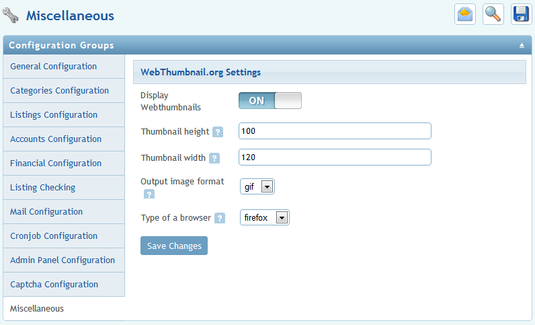 Miscellaneous
Configuration Groups
General Configuration
Categories Configuration
Listings Configuration
Accounts Configuration
Financial Configuration
Listing Checking
Mail Configuration
Cronjob Configuration
Admin Panel Configuration
Captcha Configuration
Miscellaneous
WebThumbnail.org Settings
Display
Webthumbnails
ON
Thumbnail height ?
100
Thumbnail width ?
120
Output image format
?
gif
Type of a browser ?
firefox
Save Changes